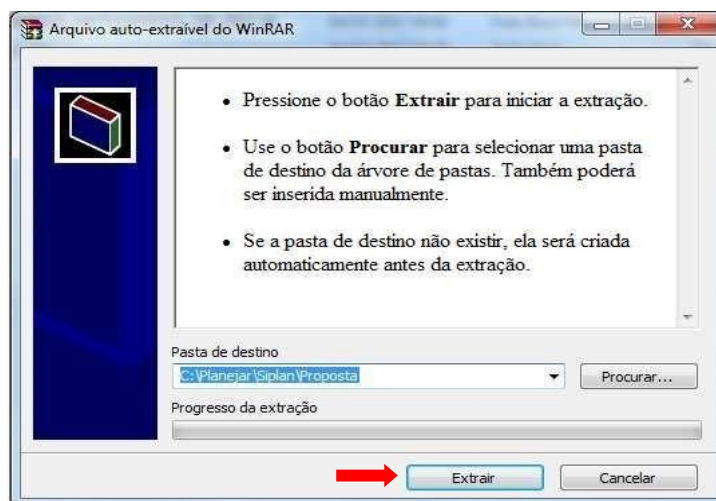 Arquivo auto-extraível do WinRAR
• Pressione o botão Extrair para iniciar a extração.
• Use o botão Procurar para selecionar uma pasta
de destino da árvore de pastas. Também poderá
ser inserida manualmente.
• Se a pasta de destino não existir, ela será criada
automaticamente antes da extração.
Pasta de destino
C:\Planejar\Siplan\Proposta
Procurar...
Progresso da extração
Extrair
Cancelar